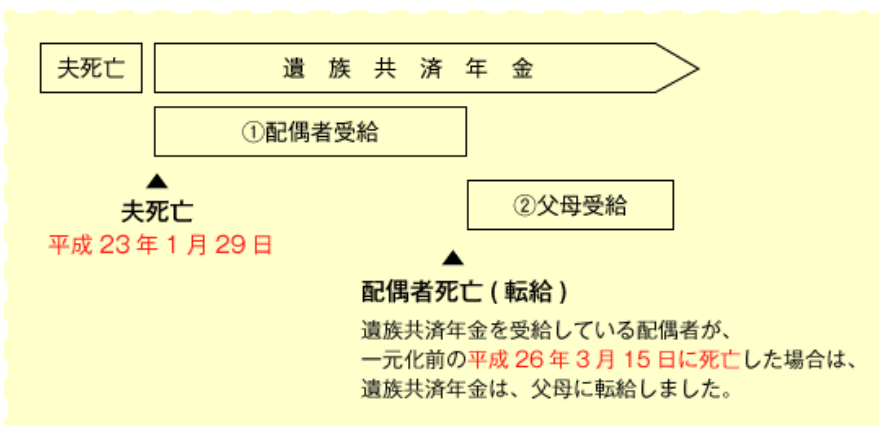 夫死亡
遺族共済年金
①配偶者受給
▲
夫死亡
平成23年1月29日
②父母受給
▲
配偶者死亡(転給)
遺族共済年金を受給している配偶者が、
一元化前の平成26年3月15日に死亡した場合は、
遺族共済年金は、父母に転給しました。